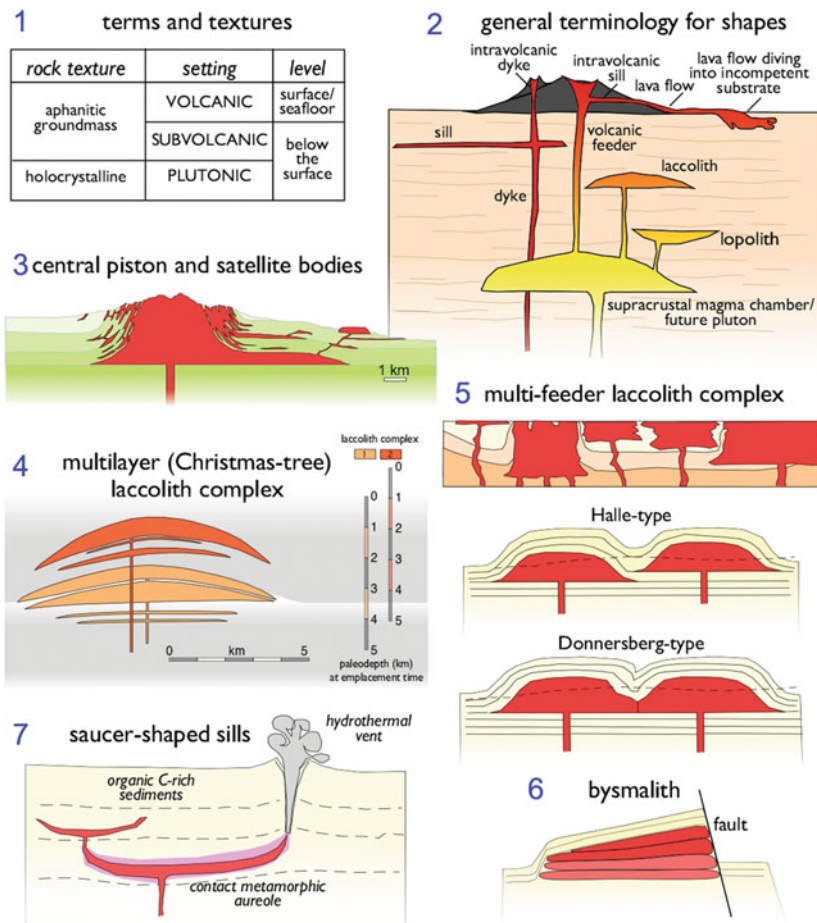 1 terms and textures
rock texture setting level
aphanitic
groundmass
VOLCANIC
surface/
seafloor
SUBVOLCANIC
below
the
surface
holocrystalline PLUTONIC
2 general terminology for shapes
intravolcanic
dyke
intravolcanic
sill
lava flow
lava flow diving
into incompetent
substrate
sill
volcanic
feeder
dyke
laccolith
lopolith
supracrustal magma chamber/
future pluton
3 central piston and satellite bodies
1 km
4 multilayer (Christmas-tree)
laccolith complex
laccolith complex
1 2
0
1
2
3
4
5
0
1
2
3
4
5
paleodepth (km)
at emplacement time
0 km 5
5 multi-feeder laccolith complex
Halle-type
Donnersberg-type
6 bysmalith
fault
7 saucer-shaped sills
hydrothermal
vent
organic C-rich
sediments
contact metamorphic
aureole